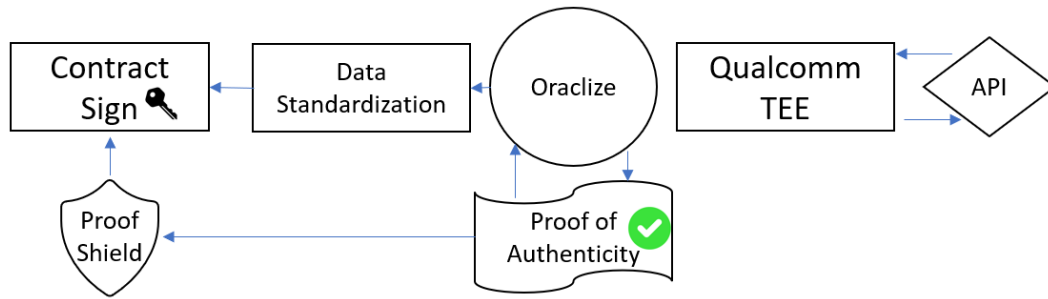 Contract
Sign
Data
Standardization
Oraclize
Qualcomm
TEE
API
Proof
Shield
Proof of
Authenticity